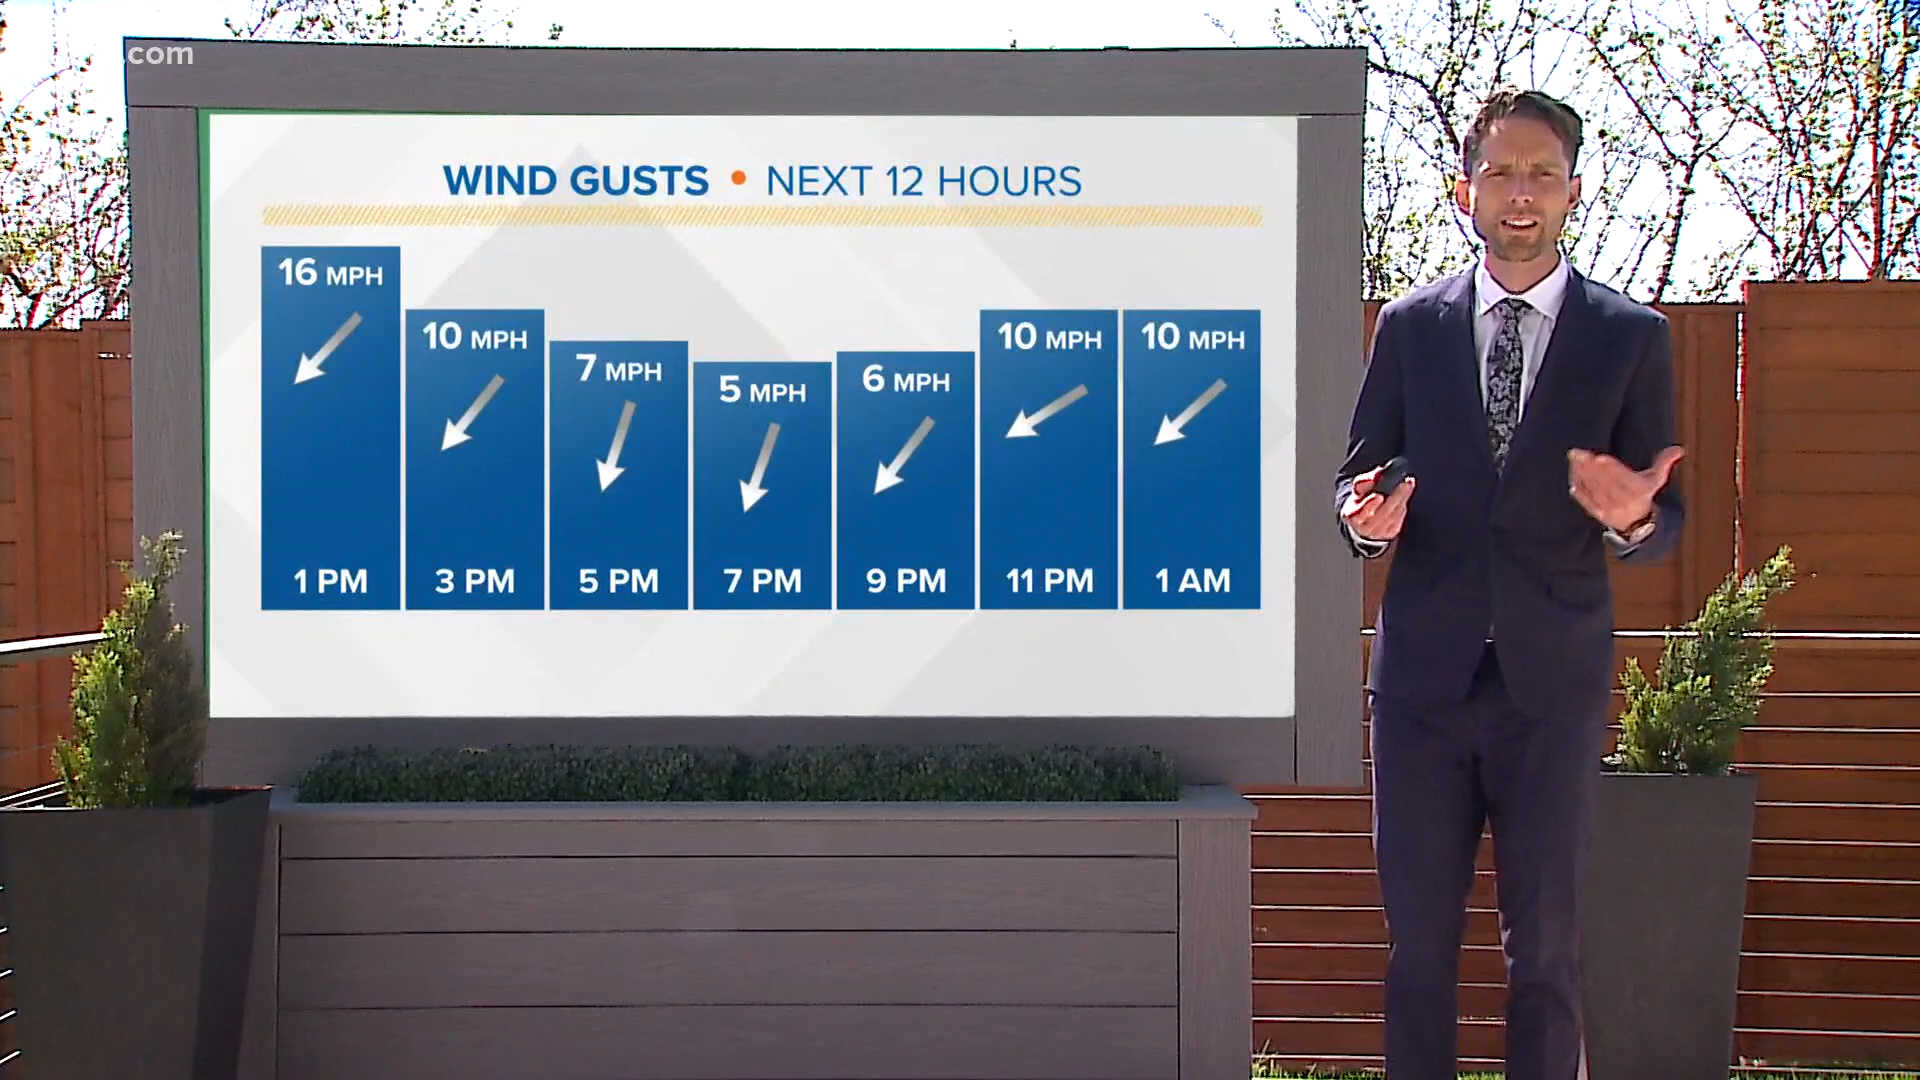 .com
WIND GUSTS • NEXT 12 HOURS
16 MPH
10 MPH
7 MPH
5 MPH
6 MPH
10 MPH
10 MPH
1 PM
3 PM
5 PM
7 PM
9 PM
11 PM
1 AM